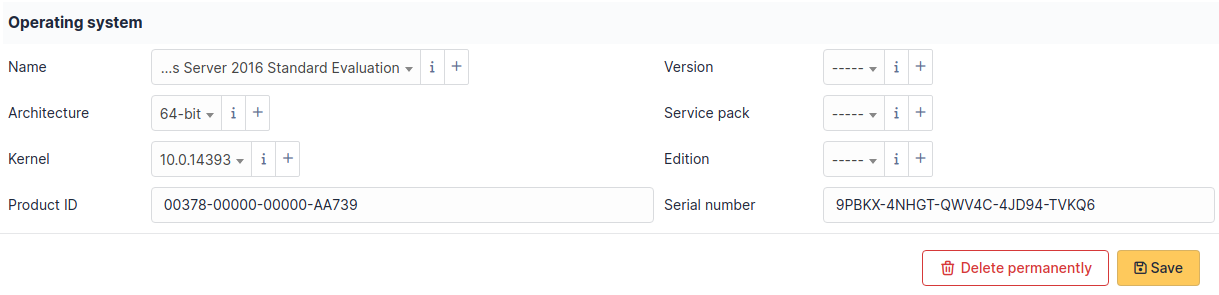 Operating system
Name ...s Server 2016 Standard Evaluation i + Version ----- i +
Architecture 64-bit i + Service pack ----- i +
Kernel 10.0.14393 i + Edition ----- i +
Product ID 00378-00000-00000-AA739 Serial number 9PBKX-4NHGT-QWV4C-4JD94-TVKQ6
Delete permanently Save